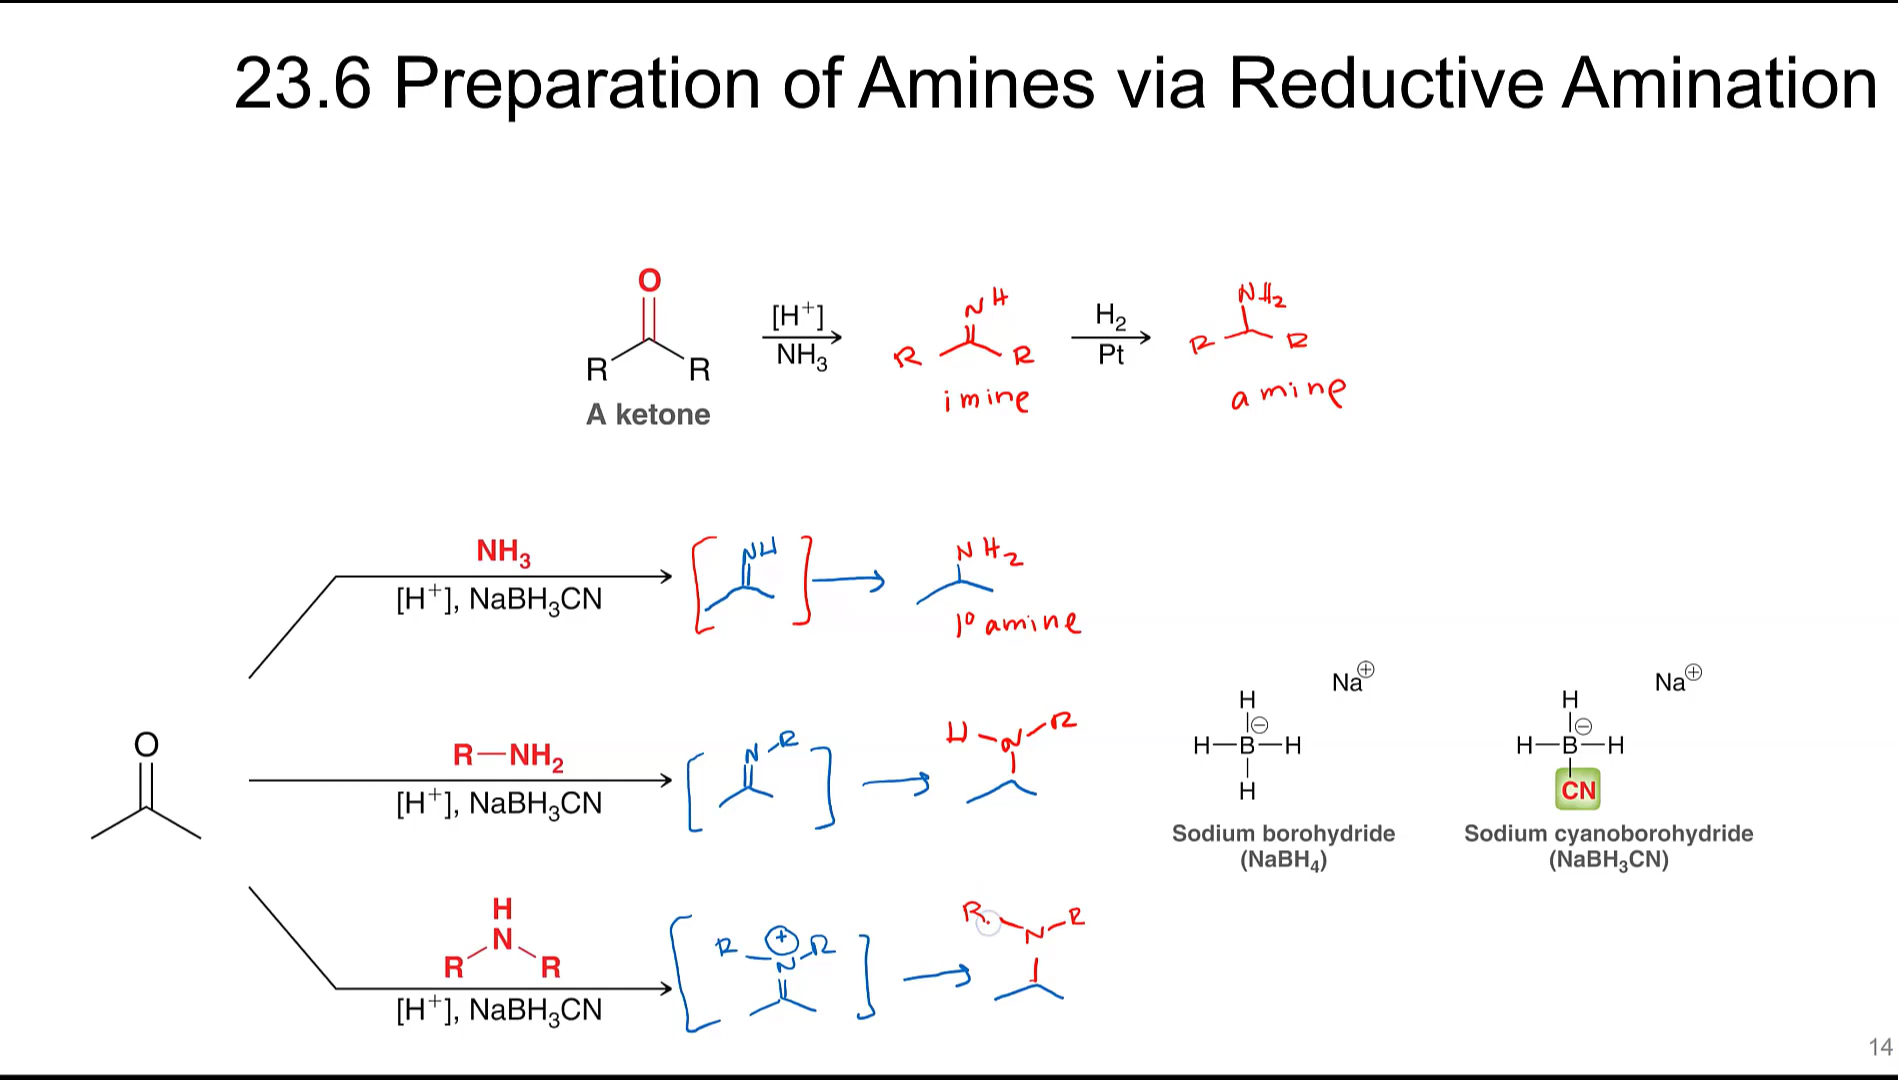 23.6 Preparation of Amines via Reductive Amination
O
R R
A ketone
[H⁺]
NH₃
NH
R R
imine
H₂
Pt
NH₂
R R
amine
NH₃
[H⁺], NaBH₃CN
NH
NH₂
1º amine
O
R—NH₂
[H⁺], NaBH₃CN
N-R
H-N-R
H
N
R R
[H⁺], NaBH₃CN
R ⊕ R
N
R N R
Na⊕
H
⊖
H—B—H
H
Sodium borohydride
(NaBH₄)
Na⊕
H
⊖
H—B—H
CN
Sodium cyanoborohydride
(NaBH₃CN)
14